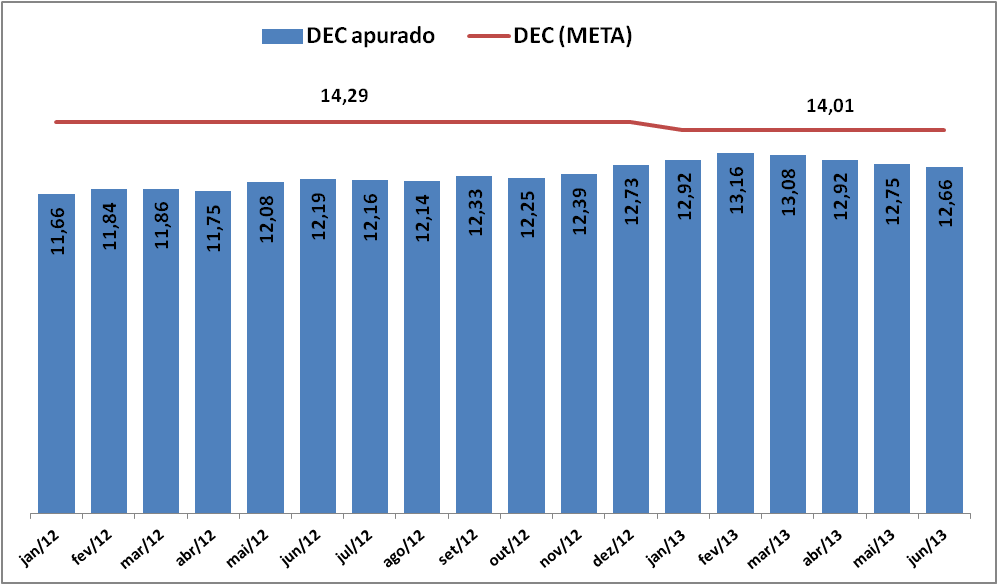 DEC apurado DEC (META)
14,29
14,01
11,66 11,84 11,86 11,75 12,08 12,19 12,16 12,14 12,33 12,25 12,39 12,73 12,92 13,16 13,08 12,92 12,75 12,66
jan/12 fev/12 mar/12 abr/12 mai/12 jun/12 jul/12 ago/12 set/12 out/12 nov/12 dez/12 jan/13 fev/13 mar/13 abr/13 mai/13 jun/13